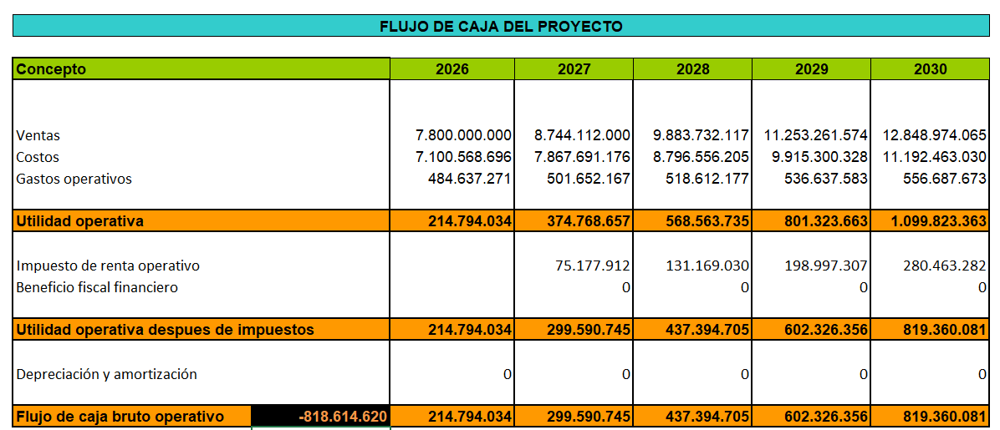 FLUJO DE CAJA DEL PROYECTO
Concepto 2026 2027 2028 2029 2030
Ventas 7.800.000.000 8.744.112.000 9.883.732.117 11.253.261.574 12.848.974.065
Costos 7.100.568.696 7.867.691.176 8.796.556.205 9.915.300.328 11.192.463.030
Gastos operativos 484.637.271 501.652.167 518.612.177 536.637.583 556.687.673
Utilidad operativa 214.794.034 374.768.657 568.563.735 801.323.663 1.099.823.363
Impuesto de renta operativo 75.177.912 131.169.030 198.997.307 280.463.282
Beneficio fiscal financiero 0 0 0 0
Utilidad operativa despues de impuestos 214.794.034 299.590.745 437.394.705 602.326.356 819.360.081
Depreciación y amortización 0 0 0 0 0
Flujo de caja bruto operativo -818.614.620 214.794.034 299.590.745 437.394.705 602.326.356 819.360.081